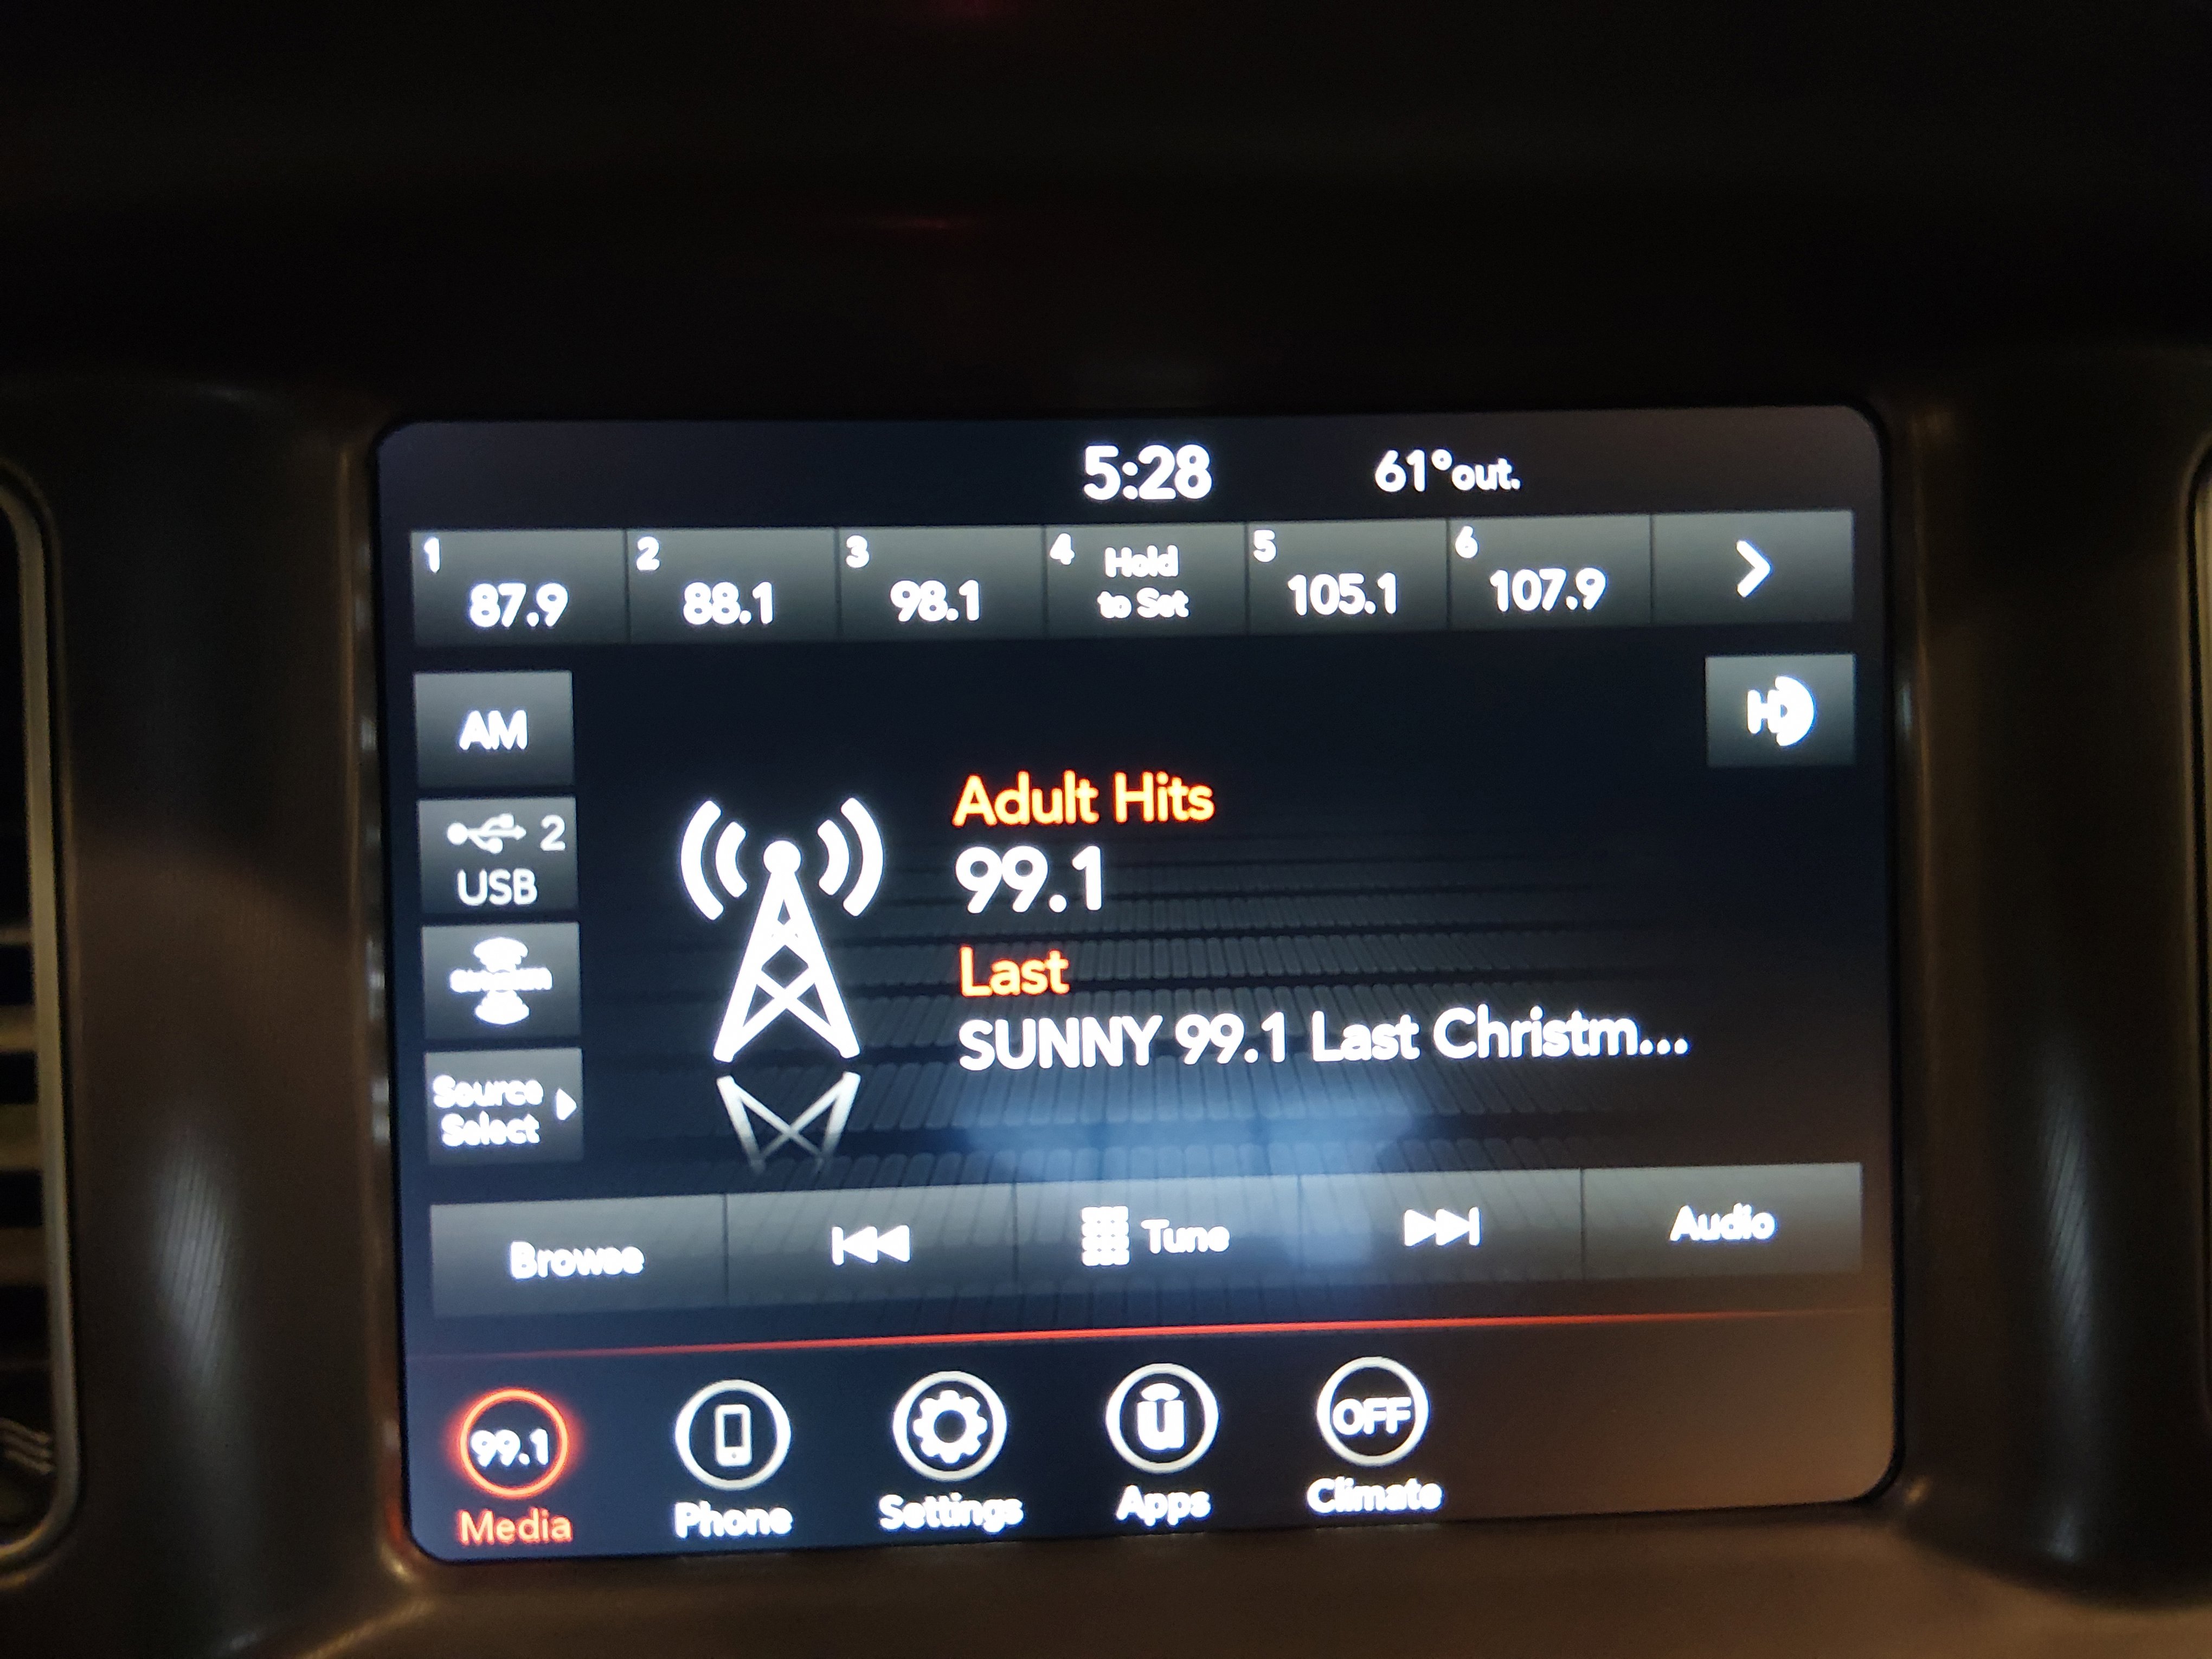 5:28 61°out.
1 2 3 4 Hold 5 6
87.9 88.1 98.1 to Set 105.1 107.9
HD
AM
Adult Hits
2
99.1
USB
Last
SUNNY 99.1 Last Christm...
Source
Select
Browse Tune Audio
99.1 u OFF
Media Phone Settings Apps Climate